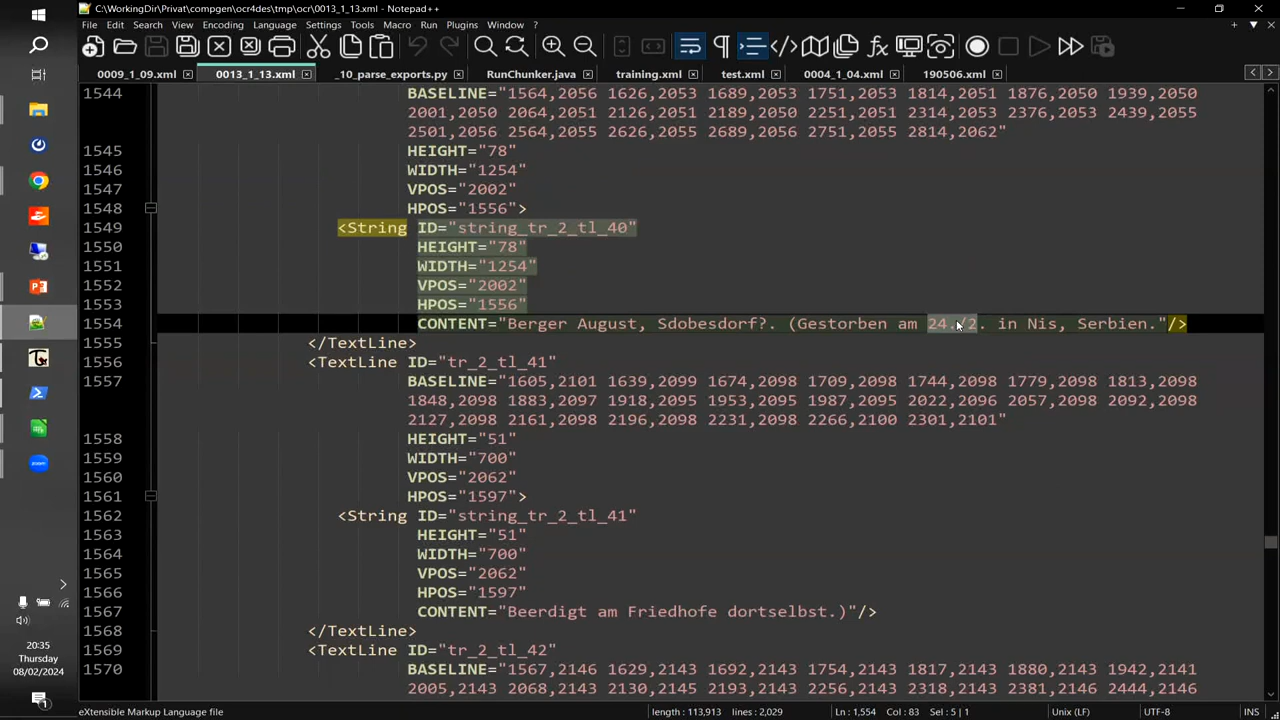 C:\WorkingDir\Privat\compgen\ocr4des\tmp\ocr\0013_1_13.xml - Notepad++
File Edit Search View Encoding Language Settings Tools Macro Run Plugins Window ?
0009_1_09.xml 0013_1_13.xml _10_parse_exports.py RunChunker.java training.xml test.xml 0004_1_04.xml 190506.xml
1544 BASELINE="1564,2056 1626,2053 1689,2053 1751,2053 1814,2051 1876,2050 1939,2050
2001,2050 2064,2051 2126,2051 2189,2050 2251,2051 2314,2053 2376,2053 2439,2055
2501,2056 2564,2055 2626,2055 2689,2056 2751,2055 2814,2062"
1545 HEIGHT="78"
1546 WIDTH="1254"
1547 VPOS="2002"
1548 HPOS="1556">
1549 <String ID="string_tr_2_tl_40"
1550 HEIGHT="78"
1551 WIDTH="1254"
1552 VPOS="2002"
1553 HPOS="1556"
1554 CONTENT="Berger August, Sdobesdorf?. (Gestorben am 24./2. in Nis, Serbien."/>
1555 </TextLine>
1556 <TextLine ID="tr_2_tl_41"
1557 BASELINE="1605,2101 1639,2099 1674,2098 1709,2098 1744,2098 1779,2098 1813,2098
1848,2098 1883,2097 1918,2095 1953,2095 1987,2095 2022,2096 2057,2098 2092,2098
2127,2098 2161,2098 2196,2098 2231,2098 2266,2100 2301,2101"
1558 HEIGHT="51"
1559 WIDTH="700"
1560 VPOS="2062"
1561 HPOS="1597">
1562 <String ID="string_tr_2_tl_41"
1563 HEIGHT="51"
1564 WIDTH="700"
1565 VPOS="2062"
1566 HPOS="1597"
1567 CONTENT="Beerdigt am Friedhofe dortselbst.)"/>
1568 </TextLine>
1569 <TextLine ID="tr_2_tl_42"
1570 BASELINE="1567,2146 1629,2143 1692,2143 1754,2143 1817,2143 1880,2143 1942,2141
2005,2143 2068,2143 2130,2145 2193,2143 2256,2143 2318,2143 2381,2146 2444,2146
20:35
Thursday
08/02/2024
eXtensible Markup Language file length : 113,913 lines : 2,029 Ln : 1,554 Col : 83 Sel : 5 | 1 Unix (LF) UTF-8 INS